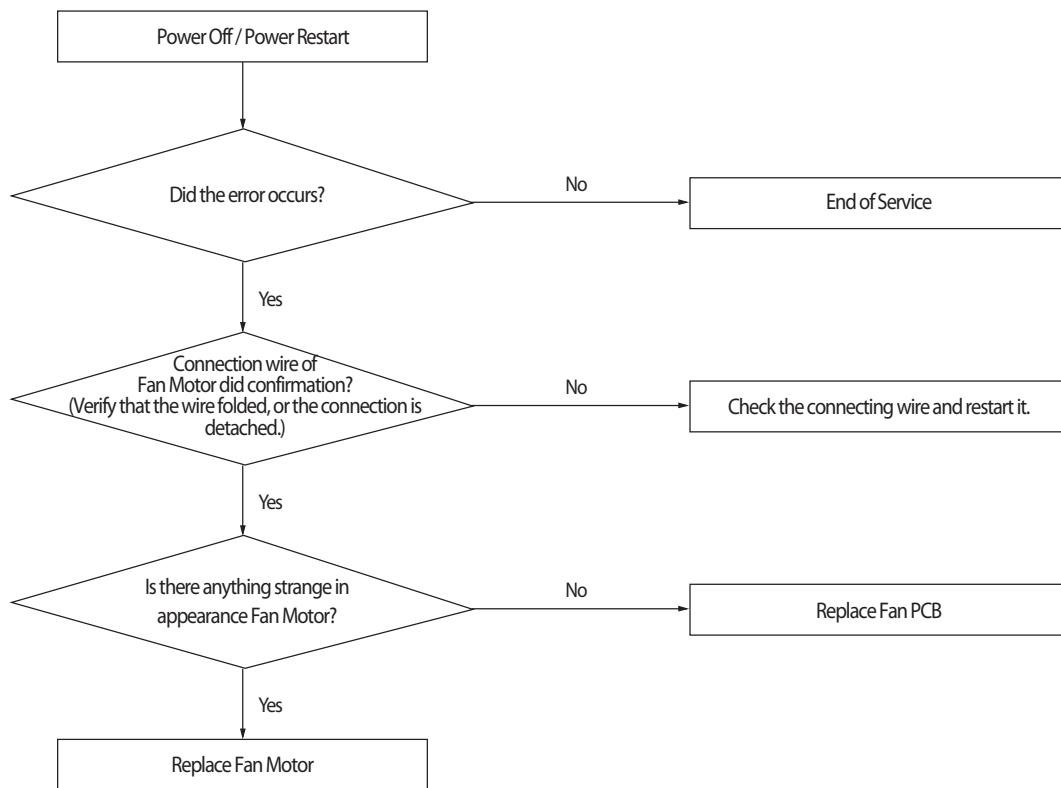 Power Off / Power Restart
Did the error occurs?
No
End of Service
Yes
Connection wire of
Fan Motor did confirmation?
(Verify that the wire folded, or the connection is
detached.)
No
Check the connecting wire and restart it.
Yes
Is there anything strange in
appearance Fan Motor?
No
Replace Fan PCB
Yes
Replace Fan Motor